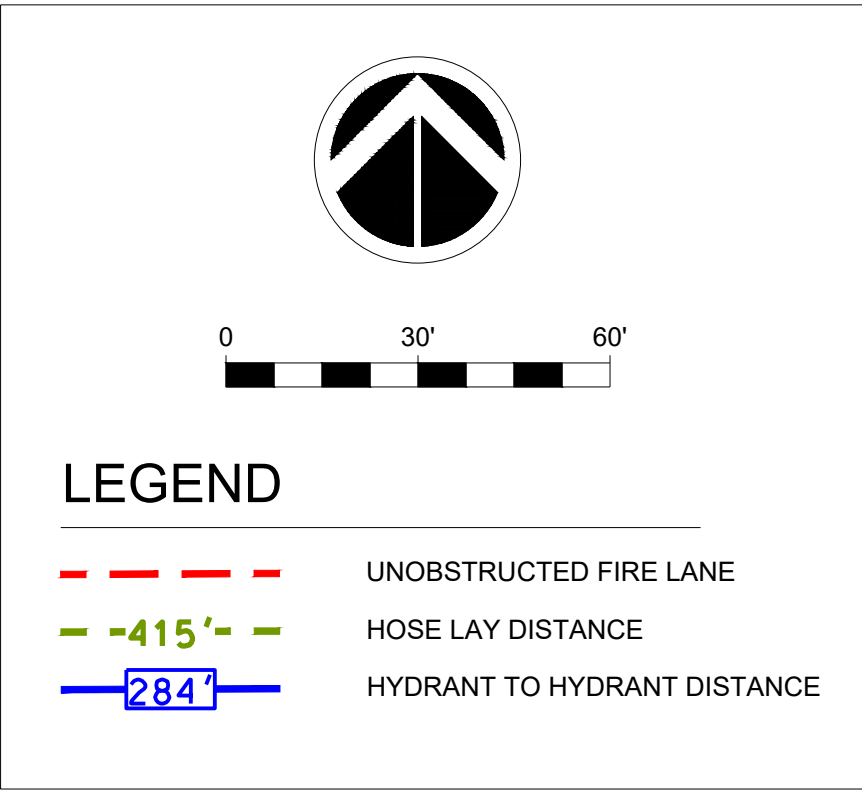 0 30' 60'
LEGEND
UNOBSTRUCTED FIRE LANE
415' HOSE LAY DISTANCE
284' HYDRANT TO HYDRANT DISTANCE